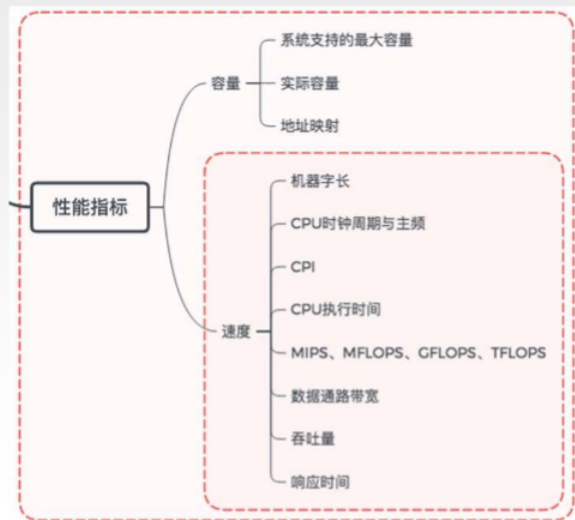 系统支持的最大容量
容量
实际容量
地址映射
性能指标
机器字长
CPU时钟周期与主频
CPI
CPU执行时间
速度
MIPS、MFLOPS、GFLOPS、TFLOPS
数据通路带宽
吞吐量
响应时间